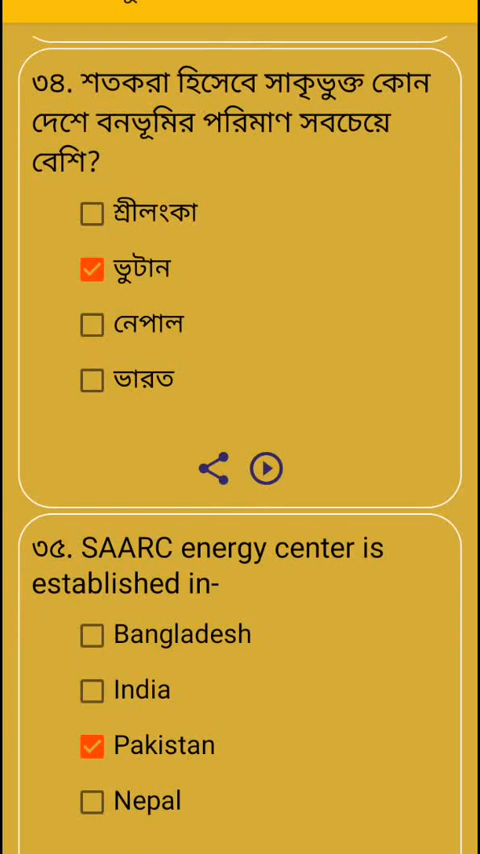 ৩৪. শতকরা হিসেবে সাকৃভুক্ত কোন
দেশে বনভূমির পরিমাণ সবচেয়ে
বেশি?
শ্রীলংকা
ভুটান
নেপাল
ভারত
৩৫. SAARC energy center is
established in-
Bangladesh
India
Pakistan
Nepal